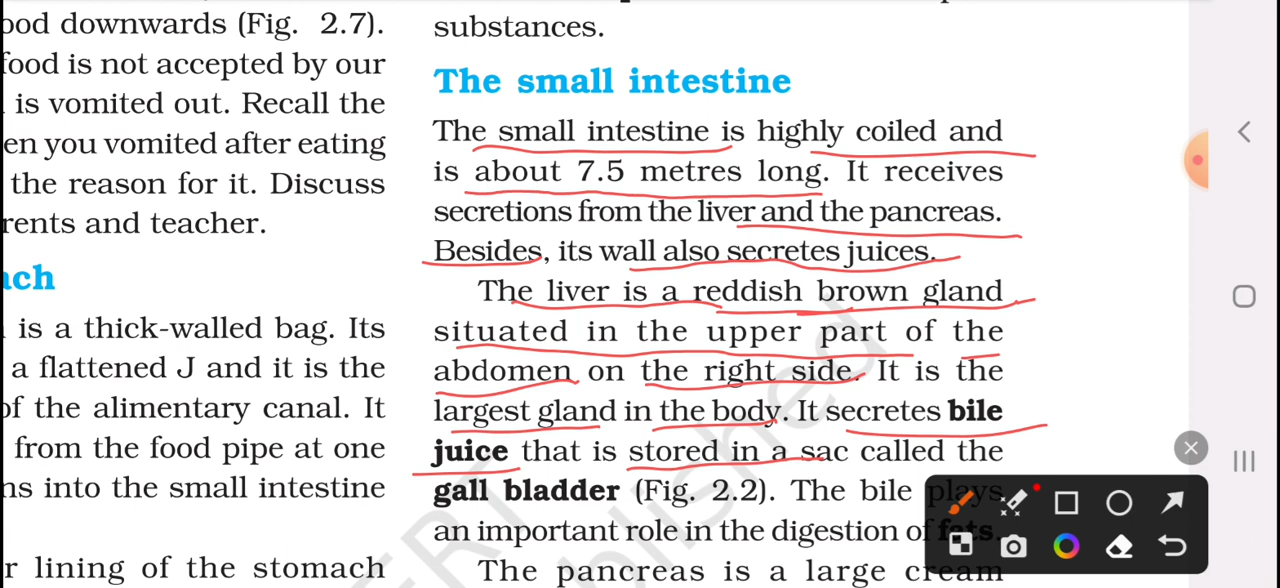 ood downwards (Fig. 2.7).
food is not accepted by our
is vomited out. Recall the
en you vomited after eating
the reason for it. Discuss
rents and teacher.
ach
is a thick-walled bag. Its
a flattened J and it is the
of the alimentary canal. It
from the food pipe at one
ns into the small intestine
r lining of the stomach
substances.
The small intestine
The small intestine is highly coiled and
is about 7.5 metres long. It receives
secretions from the liver and the pancreas.
Besides, its wall also secretes juices.
The liver is a reddish brown gland
situated in the upper part of the
abdomen on the right side. It is the
largest gland in the body. It secretes bile
juice that is stored in a sac called the
gall bladder (Fig. 2.2). The bile plays
an important role in the digestion of fats.
The pancreas is a large cream